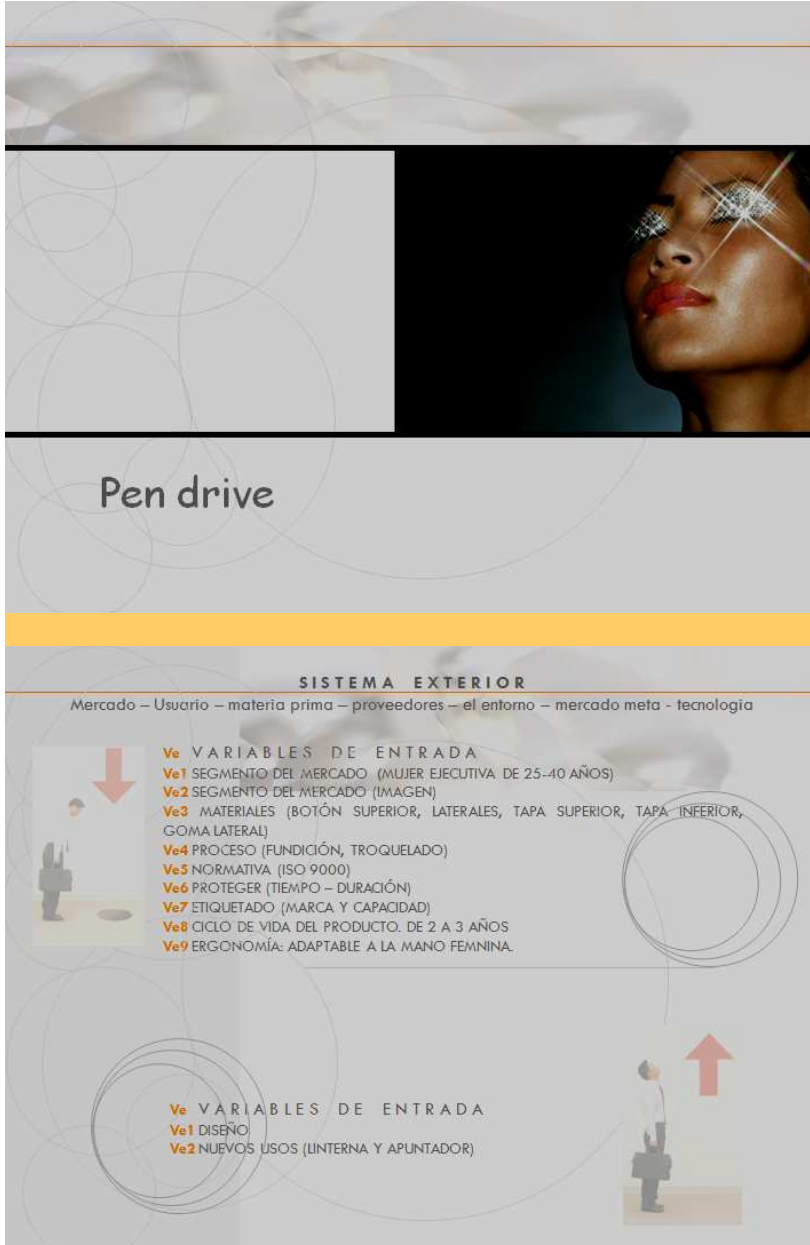 Pen drive
SISTEMA EXTERIOR
Mercado – Usuario – materia prima – proveedores – el entorno – mercado meta - tecnología
Ve VARIABLES DE ENTRADA
Ve1 SEGMENTO DEL MERCADO (MUJER EJECUTIVA DE 25-40 AÑOS)
Ve2 SEGMENTO DEL MERCADO (IMAGEN)
Ve3 MATERIALES (BOTÓN SUPERIOR, LATERALES, TAPA SUPERIOR, TAPA INFERIOR,
GOMA LATERAL)
Ve4 PROCESO (FUNDICIÓN, TROQUELADO)
Ve5 NORMATIVA (ISO 9000)
Ve6 PROTEGER (TIEMPO – DURACIÓN)
Ve7 ETIQUETADO (MARCA Y CAPACIDAD)
Ve8 CICLO DE VIDA DEL PRODUCTO. DE 2 A 3 AÑOS
Ve9 ERGONOMÍA: ADAPTABLE A LA MANO FEMNINA.
Ve VARIABLES DE ENTRADA
Ve1 DISEÑO
Ve2 NUEVOS USOS (LINTERNA Y APUNTADOR)